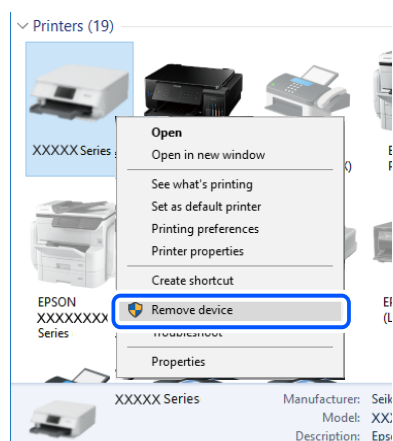 Printers (19)
XXXXX Series
Open
Open in new window
See what's printing
Set as default printer
Printing preferences
Printer properties
Create shortcut
Remove device
Troubleshoot
Properties
EPSON
XXXXXXXX
Series
XXXXX Series
Manufacturer:
Model:
Description: